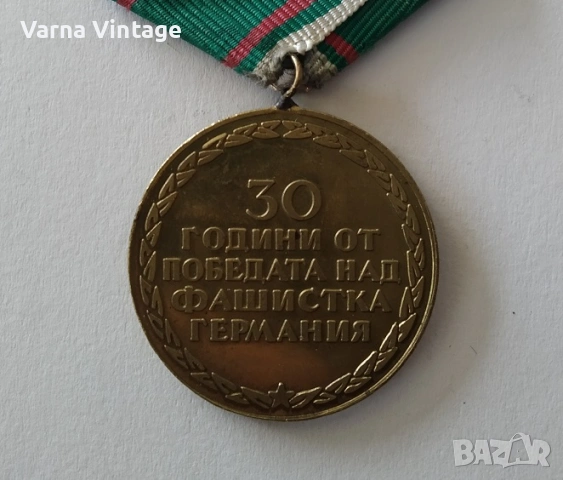 Varna Vintage
30
ГОДИНИ ОТ
ПОБЕДАТА НАД
ФАШИСТКА
ГЕРМАНИЯ
BAZAR